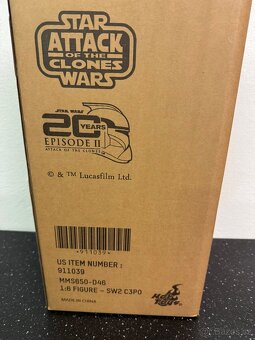 STAR
ATTACK
OF THE
CLONES
WARS
STAR WARS
20 YEARS
EPISODE II
ATTACK OF THE CLONES
© & ™ Lucasfilm Ltd.
*911039*
US ITEM NUMBER :
911039
MMS650-D46
1:6 FIGURE - SW2 C3PO
MADE IN CHINA
Hot Toys